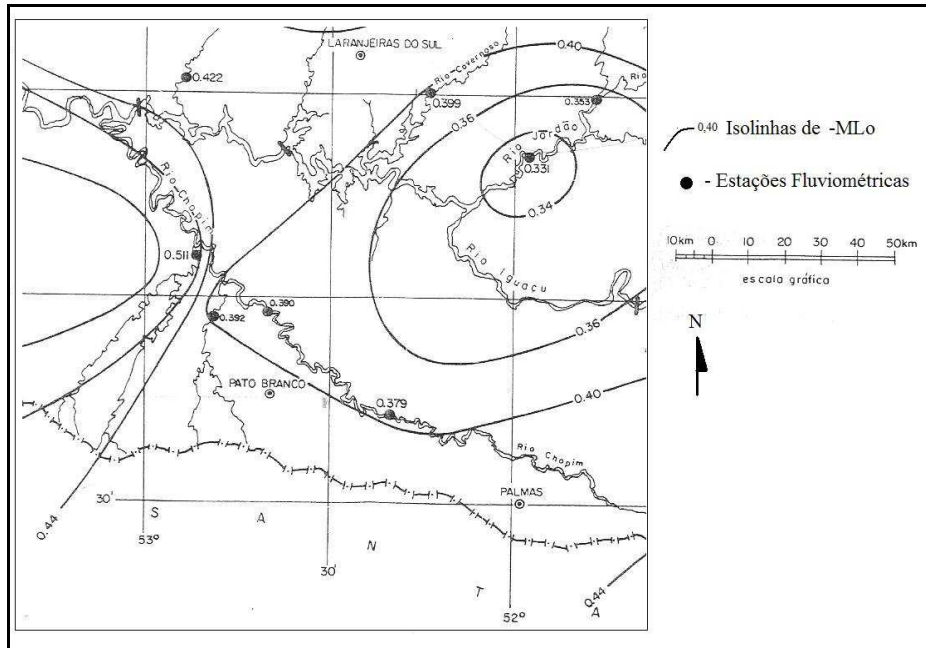 LARANJEIRAS DO SUL
0.422
Rio Covernoso
0.40
0.399
Rio
0.353
0.36
Rio Jordão
0.331
0.34
Rio Chopim
0.511
Rio Iguaçu
0.390
0.392
0.36
PATO BRANCO
0.379
0.40
Rio Chopim
PALMAS
30'
S A N T A
53º
30'
52º
0.44
0.44
0,40 Isolinhas de -MLo
- Estações Fluviométricas
10km 0 10 20 30 40 50km
escala gráfica
N